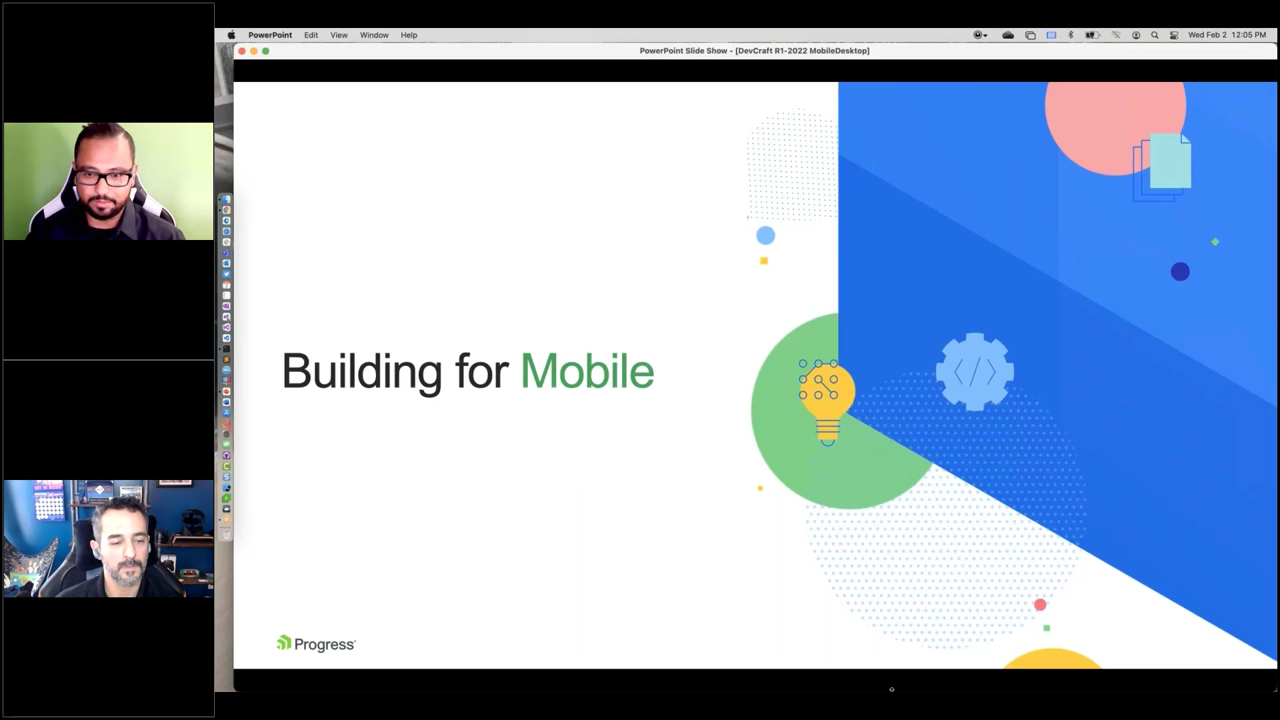 PowerPoint Edit View Window Help
Wed Feb 2 12:05 PM
PowerPoint Slide Show - [DevCraft R1-2022 MobileDesktop]
Building for Mobile
Progress